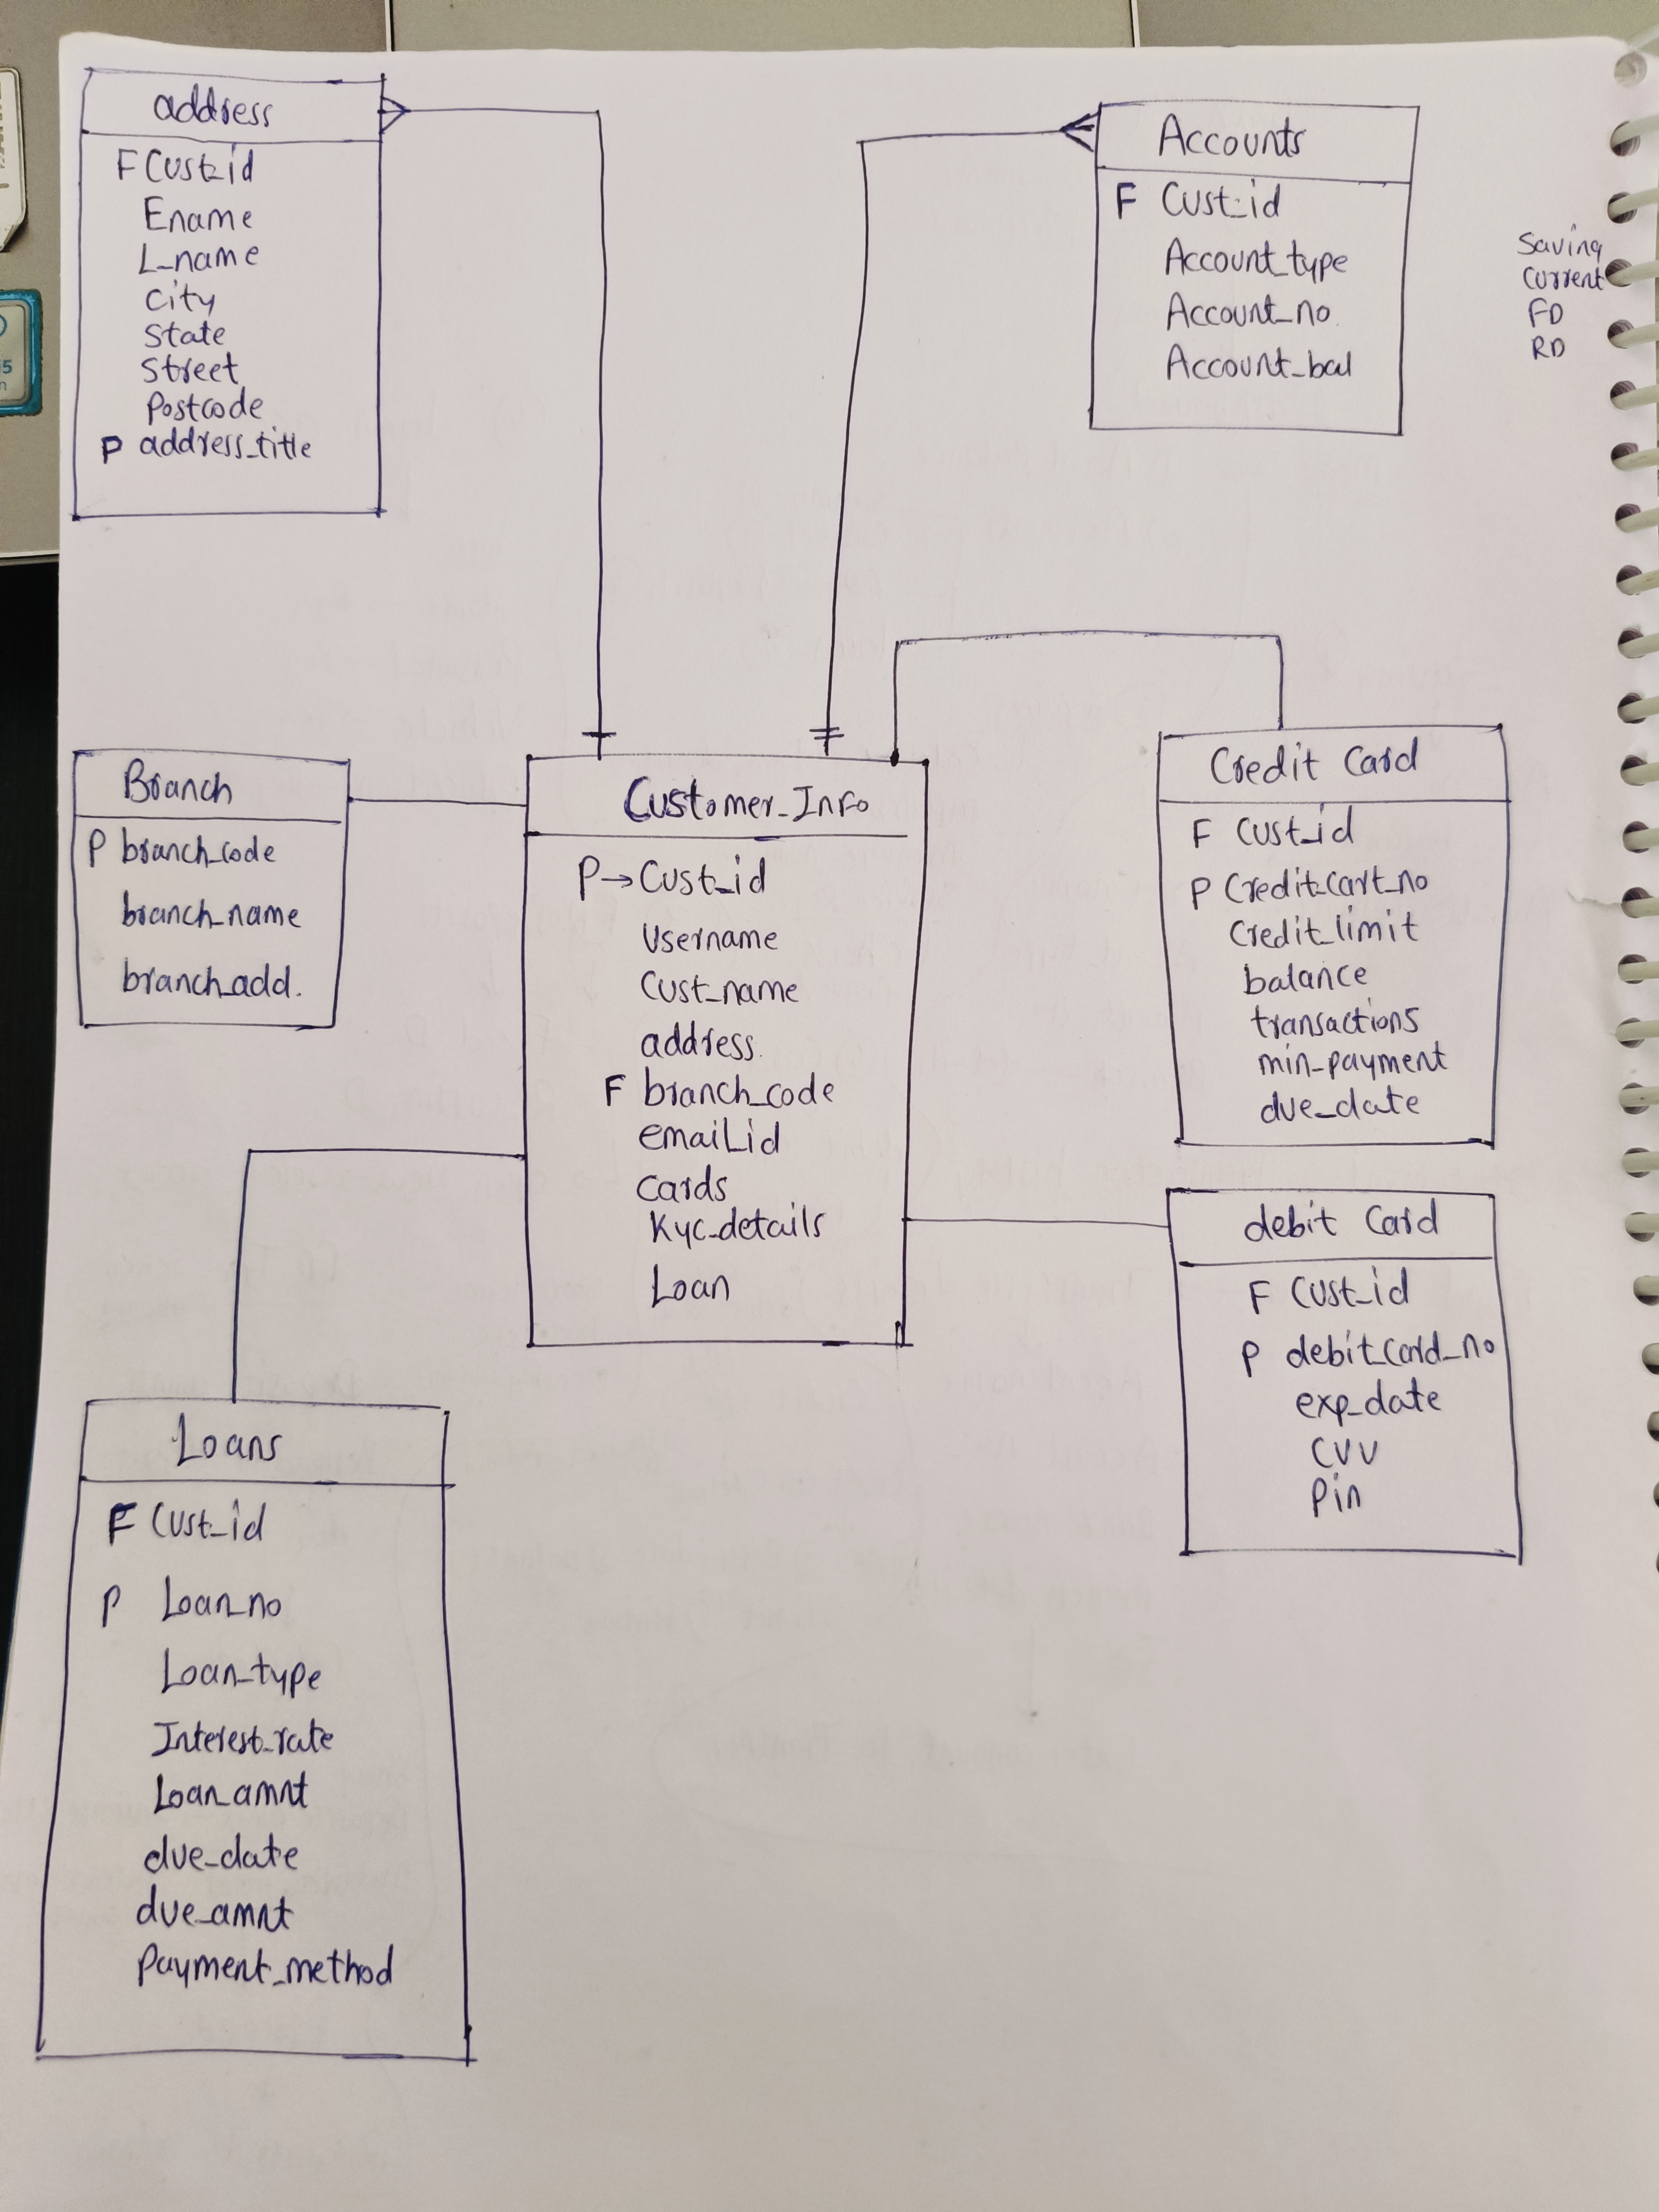 address
F Cust_id
Ename
L_name
City
State
Street
Postcode
P address_title
Accounts
F Cust_id
Account_type
Account_no
Account_bal
Saving
Current
FD
RD
Branch
P branch_code
branch_name
branch_add.
Customer_Info
P → Cust_id
Username
Cust_name
address.
F branch_code
email_id
Cards
Kyc_details
Loan
Credit Card
F Cust_id
P Credit_Cart_no
Credit_limit
balance
transactions
min_payment
due_date
debit Card
F Cust_id
P debit_Card_no
exp_date
CVV
Pin
Loans
F Cust_id
P Loan_no
Loan_type
Interest_rate
Loan_amnt
due_date
due_amnt
Payment_method